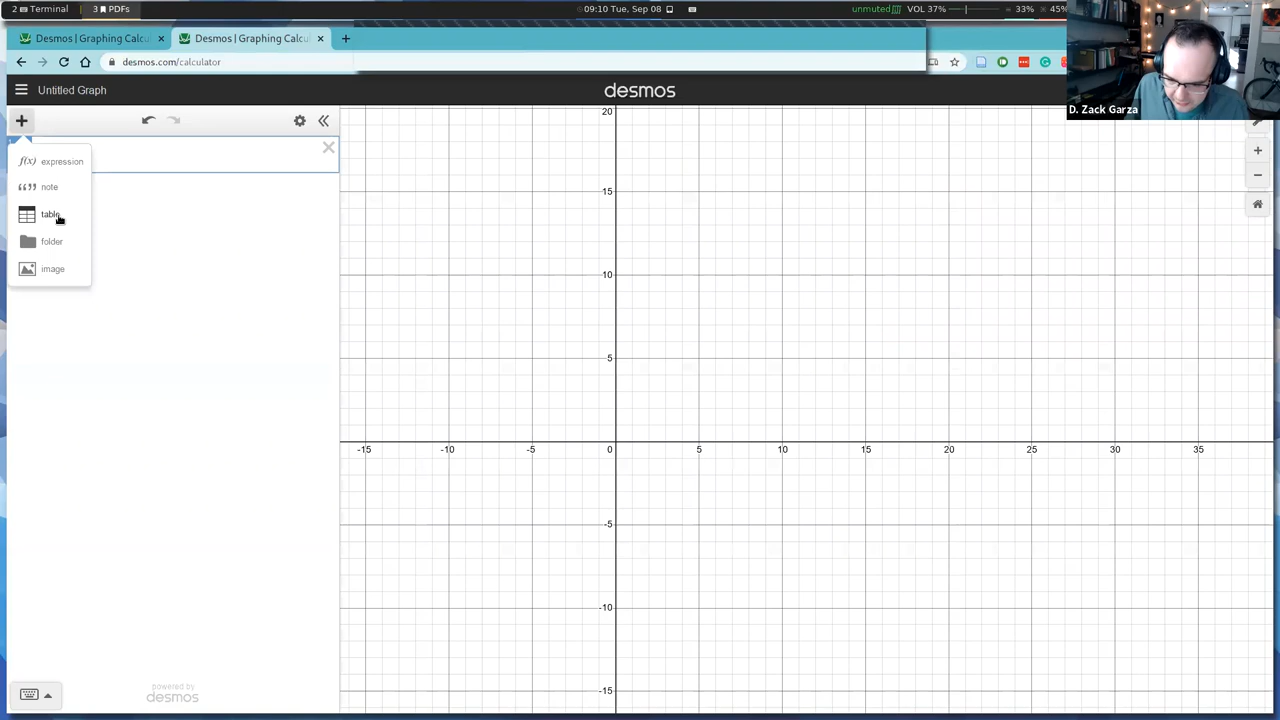 2 Terminal
3 PDFs
09:10 Tue, Sep 08
unmuted
VOL 37%
33%
45%
Desmos | Graphing Calcu
Desmos | Graphing Calcu
desmos.com/calculator
D. Zack Garza
Untitled Graph
desmos
f(x) expression
note
table
folder
image
20
15
10
5
-15
-10
-5
0
5
10
15
20
25
30
35
-5
-10
-15
powered by
desmos